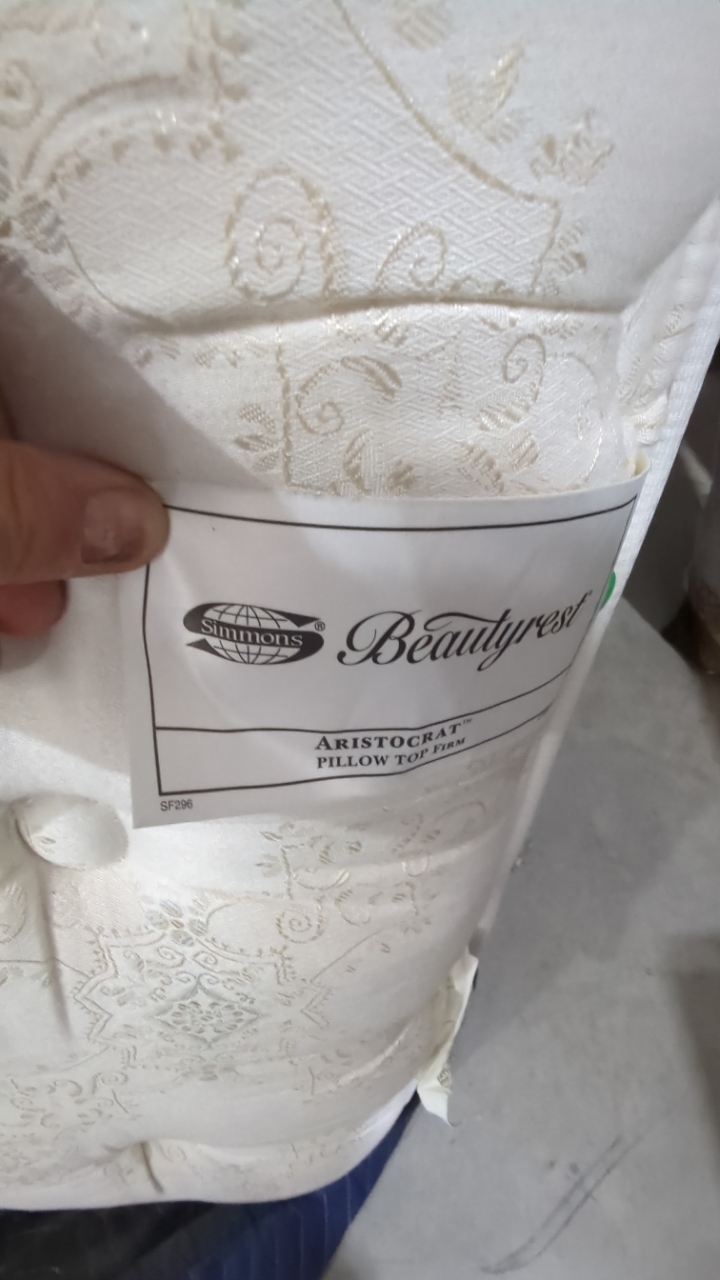 Simmons® Beautyrest
ARISTOCRAT™
PILLOW TOP FIRM
SF296